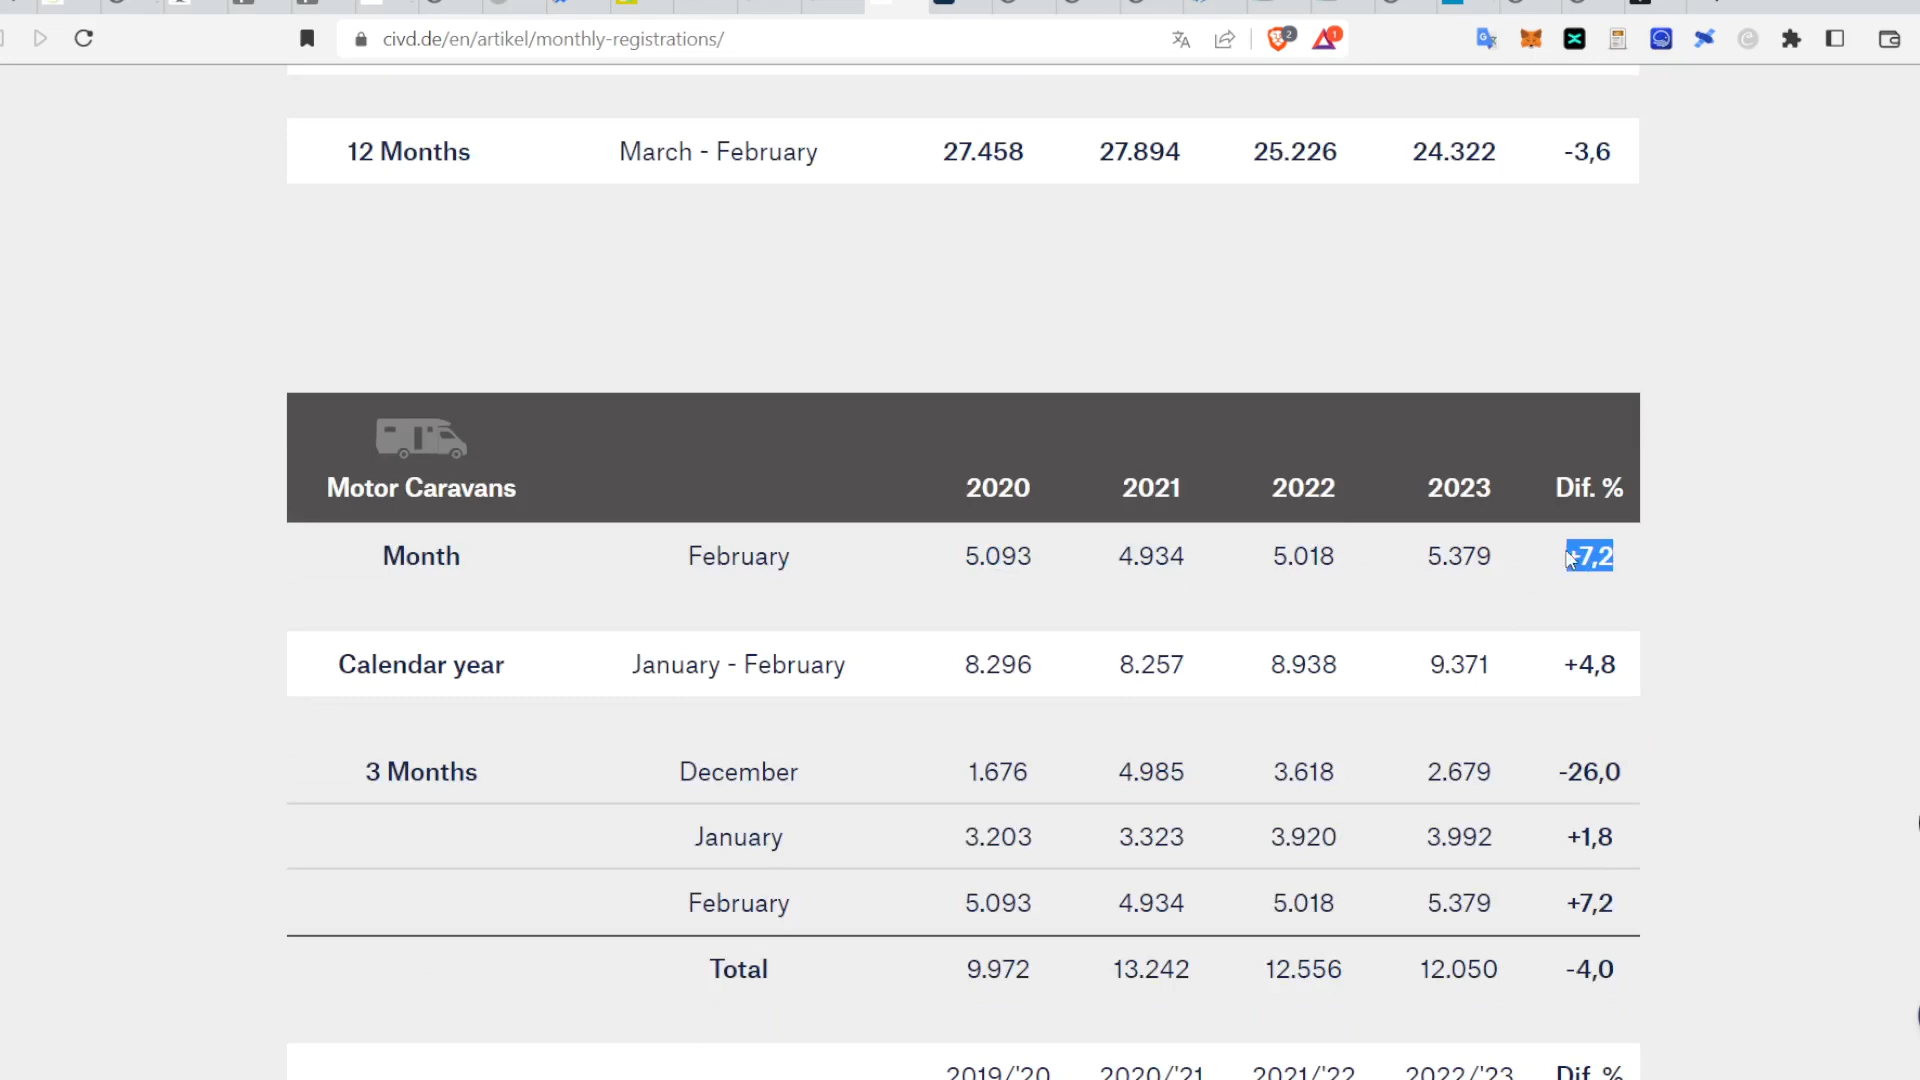 civd.de/en/artikel/monthly-registrations/
2
1
12 Months March - February 27.458 27.894 25.226 24.322 -3,6
Motor Caravans 2020 2021 2022 2023 Dif. %
Month February 5.093 4.934 5.018 5.379 +7,2
Calendar year January - February 8.296 8.257 8.938 9.371 +4,8
3 Months December 1.676 4.985 3.618 2.679 -26,0
January 3.203 3.323 3.920 3.992 +1,8
February 5.093 4.934 5.018 5.379 +7,2
Total 9.972 13.242 12.556 12.050 -4,0
2019/'20 2020/'21 2021/'22 2022/'23 Dif. %